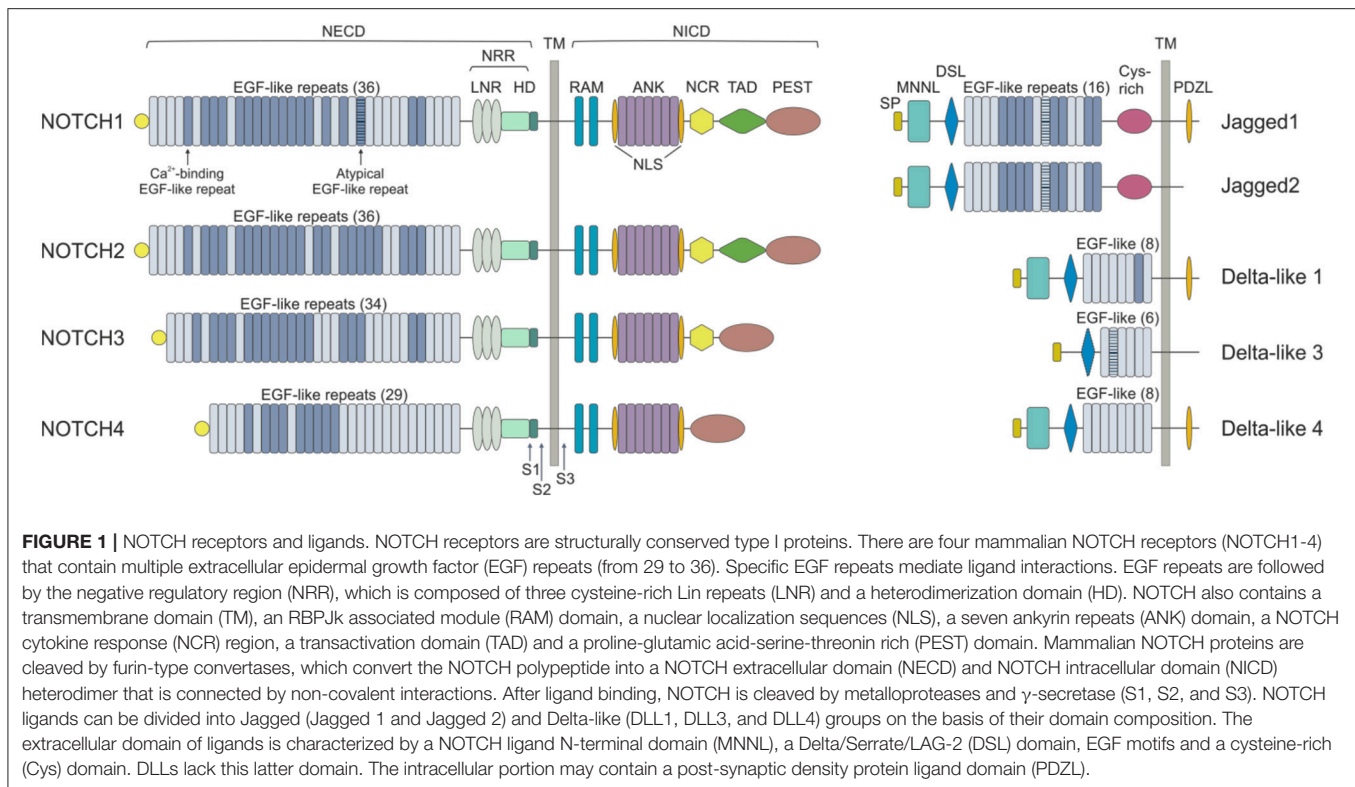 NECD
TM
NICD
TM
NRR
EGF-like repeats (36)
LNR
HD
RAM
ANK
NCR
TAD
PEST
NOTCH1
NLS
Ca²⁺-binding
EGF-like repeat
Atypical
EGF-like repeat
SP
MNNL
DSL
EGF-like repeats (16)
Cys-
rich
PDZL
Jagged1
Jagged2
EGF-like repeats (36)
NOTCH2
EGF-like (8)
Delta-like 1
EGF-like repeats (34)
NOTCH3
EGF-like (6)
Delta-like 3
EGF-like repeats (29)
NOTCH4
EGF-like (8)
Delta-like 4
S1
S2
S3
FIGURE 1 | NOTCH receptors and ligands. NOTCH receptors are structurally conserved type I proteins. There are four mammalian NOTCH receptors (NOTCH1-4)
that contain multiple extracellular epidermal growth factor (EGF) repeats (from 29 to 36). Specific EGF repeats mediate ligand interactions. EGF repeats are followed
by the negative regulatory region (NRR), which is composed of three cysteine-rich Lin repeats (LNR) and a heterodimerization domain (HD). NOTCH also contains a
transmembrane domain (TM), an RBPJk associated module (RAM) domain, a nuclear localization sequences (NLS), a seven ankyrin repeats (ANK) domain, a NOTCH
cytokine response (NCR) region, a transactivation domain (TAD) and a proline-glutamic acid-serine-threonin rich (PEST) domain. Mammalian NOTCH proteins are
cleaved by furin-type convertases, which convert the NOTCH polypeptide into a NOTCH extracellular domain (NECD) and NOTCH intracellular domain (NICD)
heterodimer that is connected by non-covalent interactions. After ligand binding, NOTCH is cleaved by metalloproteases and γ-secretase (S1, S2, and S3). NOTCH
ligands can be divided into Jagged (Jagged 1 and Jagged 2) and Delta-like (DLL1, DLL3, and DLL4) groups on the basis of their domain composition. The
extracellular domain of ligands is characterized by a NOTCH ligand N-terminal domain (MNNL), a Delta/Serrate/LAG-2 (DSL) domain, EGF motifs and a cysteine-rich
(Cys) domain. DLLs lack this latter domain. The intracellular portion may contain a post-synaptic density protein ligand domain (PDZL).